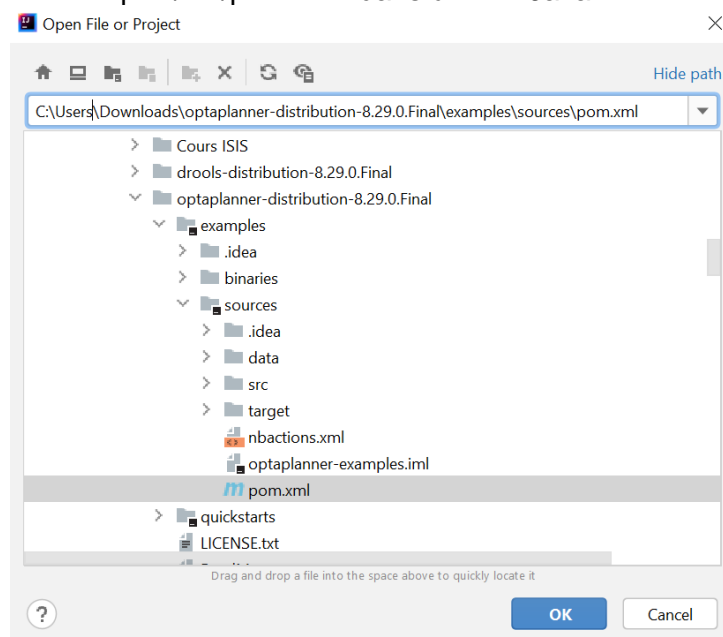 Open File or Project
Hide path
C:\Users\Downloads\optaplanner-distribution-8.29.0.Final\examples\sources\pom.xml
Cours ISIS
drools-distribution-8.29.0.Final
optaplanner-distribution-8.29.0.Final
examples
.idea
binaries
sources
.idea
data
src
target
nbactions.xml
optaplanner-examples.iml
m pom.xml
quickstarts
LICENSE.txt
Drag and drop a file into the space above to quickly locate it
? OK Cancel